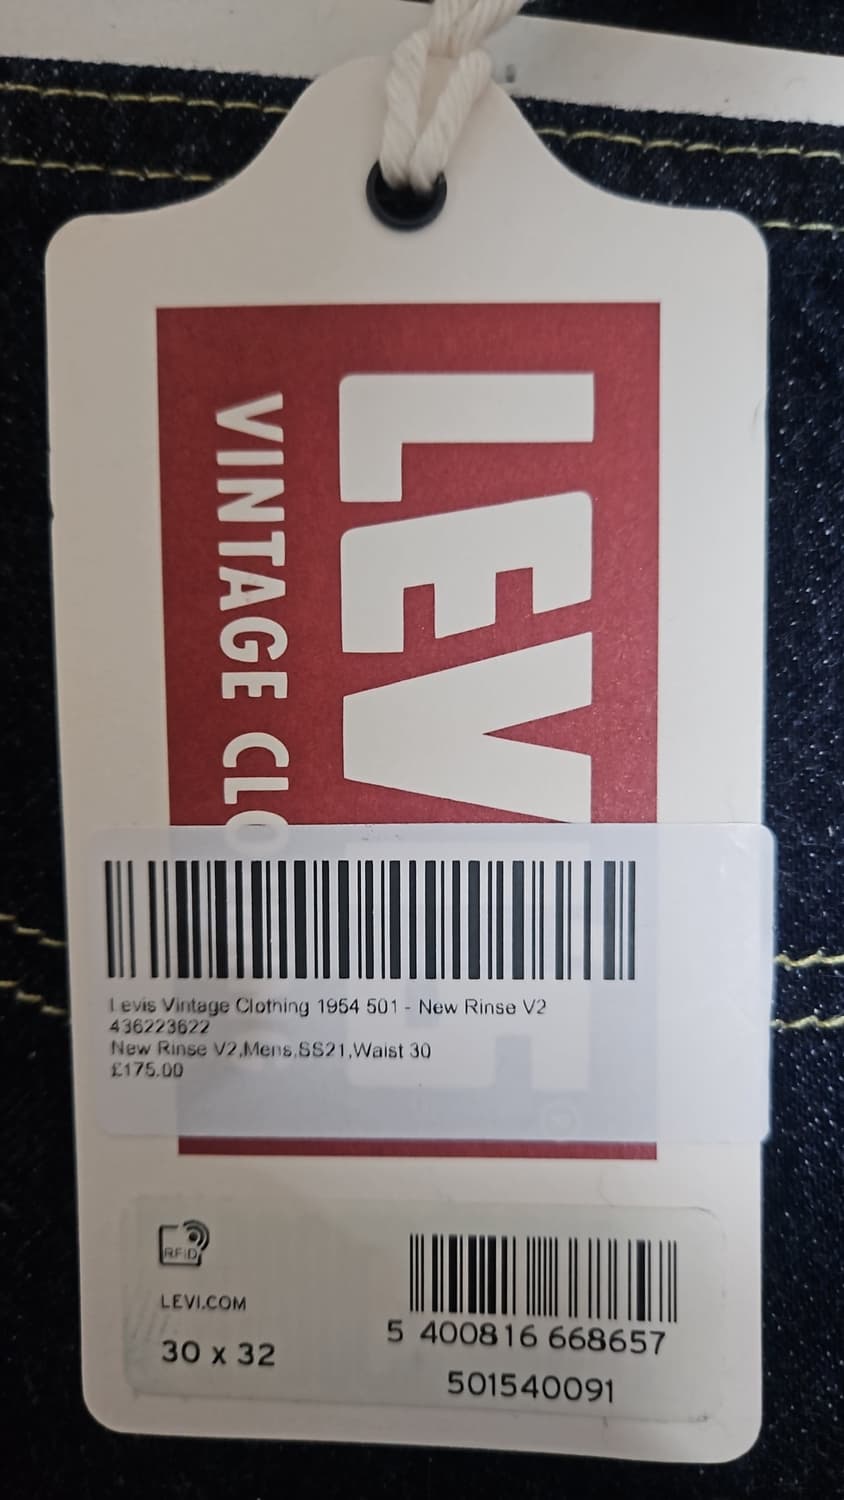 LEV
VINTAGE CLO
Levis Vintage Clothing 1954 501 - New Rinse V2
436223622
New Rinse V2,Mens,SS21,Waist 30
£175.00
RFID
LEVI.COM
30 x 32
5 400816 668657
501540091